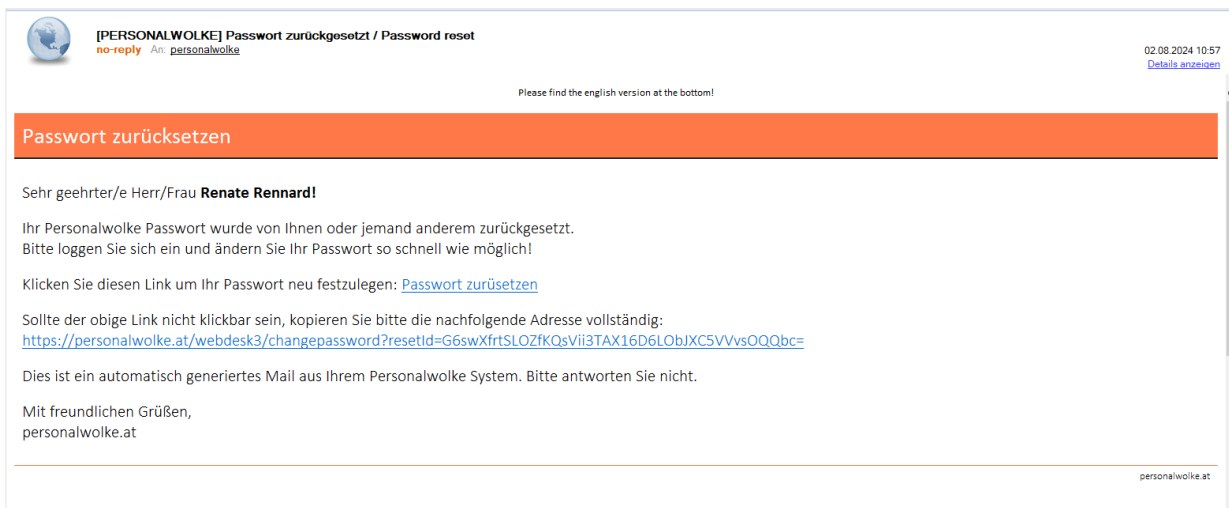 [PERSONALWOLKE] Passwort zurückgesetzt / Password reset
no-reply An: personalwolke
02.08.2024 10:57
Details anzeigen
Please find the english version at the bottom!
Passwort zurücksetzen
Sehr geehrter/e Herr/Frau Renate Rennard!
Ihr Personalwolke Passwort wurde von Ihnen oder jemand anderem zurückgesetzt.
Bitte loggen Sie sich ein und ändern Sie Ihr Passwort so schnell wie möglich!
Klicken Sie diesen Link um Ihr Passwort neu festzulegen: Passwort zurüsetzen
Sollte der obige Link nicht klickbar sein, kopieren Sie bitte die nachfolgende Adresse vollständig:
https://personalwolke.at/webdesk3/changepassword?resetId=G6swXfrtSLOZfKQsVii3TAX16D6LObJXC5VVvsOQQbc=
Dies ist ein automatisch generiertes Mail aus Ihrem Personalwolke System. Bitte antworten Sie nicht.
Mit freundlichen Grüßen,
personalwolke.at
personalwolke.at